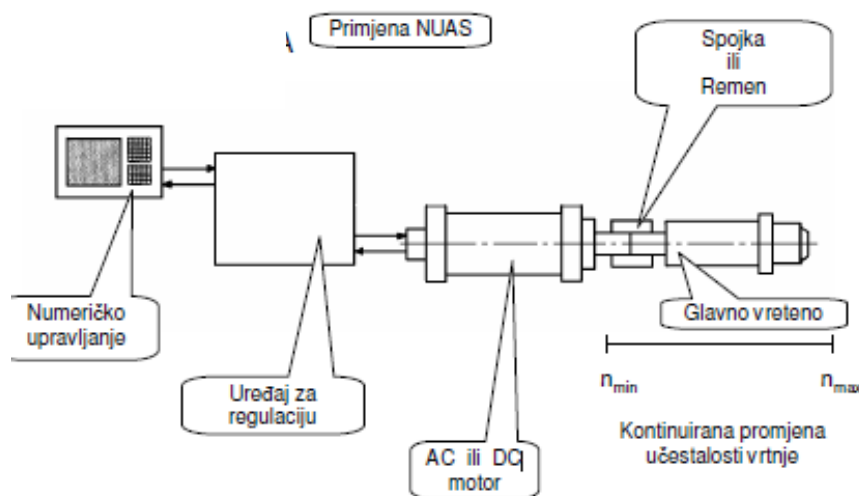 Primjena NUAS
Spojka
ili
Remen
Numeričko
upravljanje
Glavno vreteno
Uređaj za
regulaciju
n min
n max
AC ili DC
motor
Kontinuirana promjena
učestalosti vrtnje